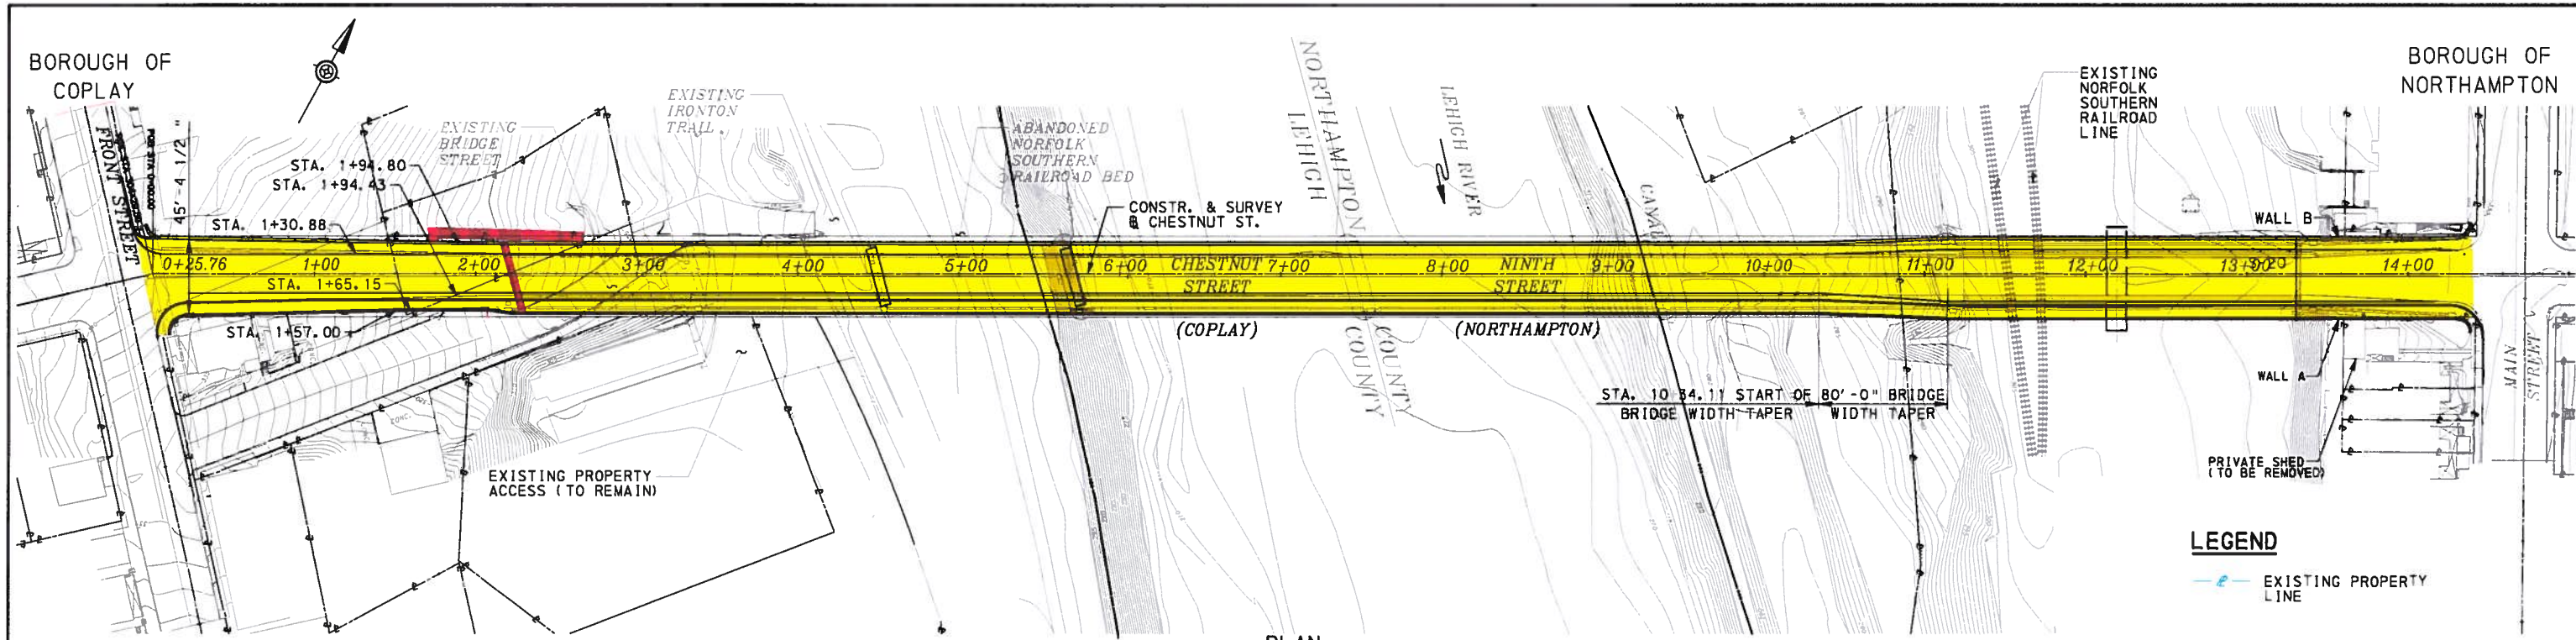 BOROUGH OF
COPLAY
BOROUGH OF
NORTHAMPTON
FRONT STREET
45'-4 1/2"
EXISTING
BRIDGE
STREET
EXISTING
IRONTON
TRAIL
ABANDONED
NORFOLK
SOUTHERN
RAILROAD BED
NORTHAMPTON
LEHIGH
LEHIGH RIVER
EXISTING
NORFOLK
SOUTHERN
RAILROAD
LINE
STA. 1+94.80
STA. 1+94.43
STA. 1+30.88
CONSTR. & SURVEY
CHESTNUT ST.
CANAL
WALL B
0+25.76
1+00
2+00
3+00
4+00
5+00
6+00
CHESTNUT
STREET
7+00
8+00
NINTH
STREET
9+00
10+00
11+00
12+00
13+00
14+00
STA. 1+65.15
STA. 1+57.00
(COPLAY)
(NORTHAMPTON)
COUNTY
COUNTY
STA. 10+34.11 START OF
BRIDGE WIDTH TAPER
80'-0" BRIDGE
WIDTH TAPER
WALL A
MAIN
STREET
EXISTING PROPERTY
ACCESS (TO REMAIN)
PRIVATE SHED
(TO BE REMOVED)
LEGEND
EXISTING PROPERTY
LINE